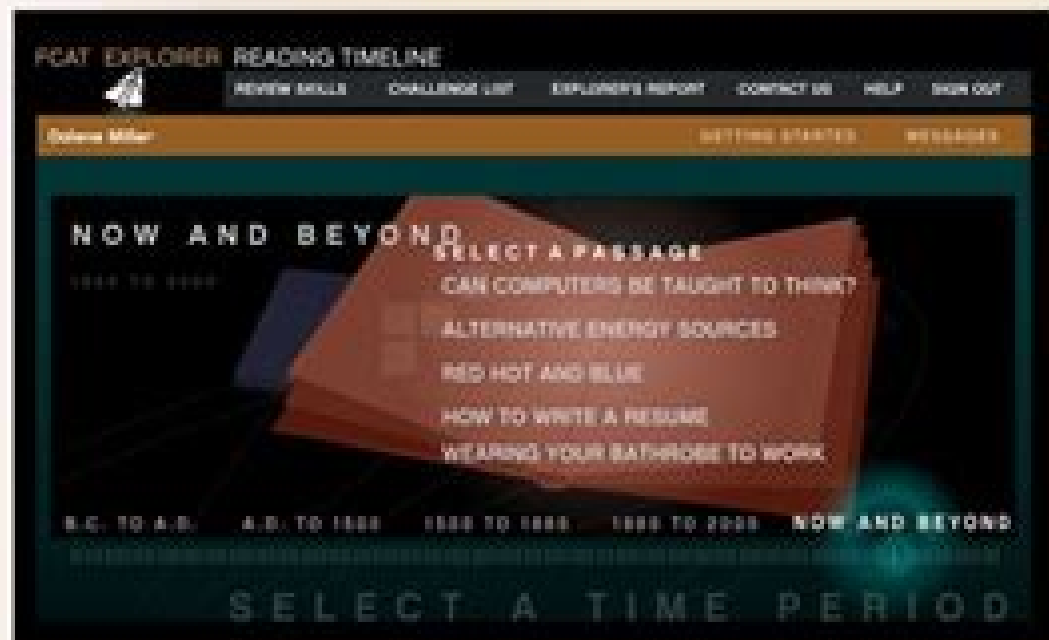 FCAT EXPLORER READING TIMELINE
REVIEW SKILLS CHALLENGE LIST EXPLORER'S REPORT CONTACT US HELP SIGN OUT
Miller GETTING STARTED MESSAGES
NOW AND BEYOND
SELECT A PASSAGE
CAN COMPUTERS BE TAUGHT TO THINK?
ALTERNATIVE ENERGY SOURCES
RED HOT AND BLUE
HOW TO WRITE A RESUME
WEARING YOUR BATHROBE TO WORK
B.C. TO A.D. A.D. TO 1500 1500 TO 1885 TO 2005 NOW AND BEYOND
SELECT A TIME PERIOD